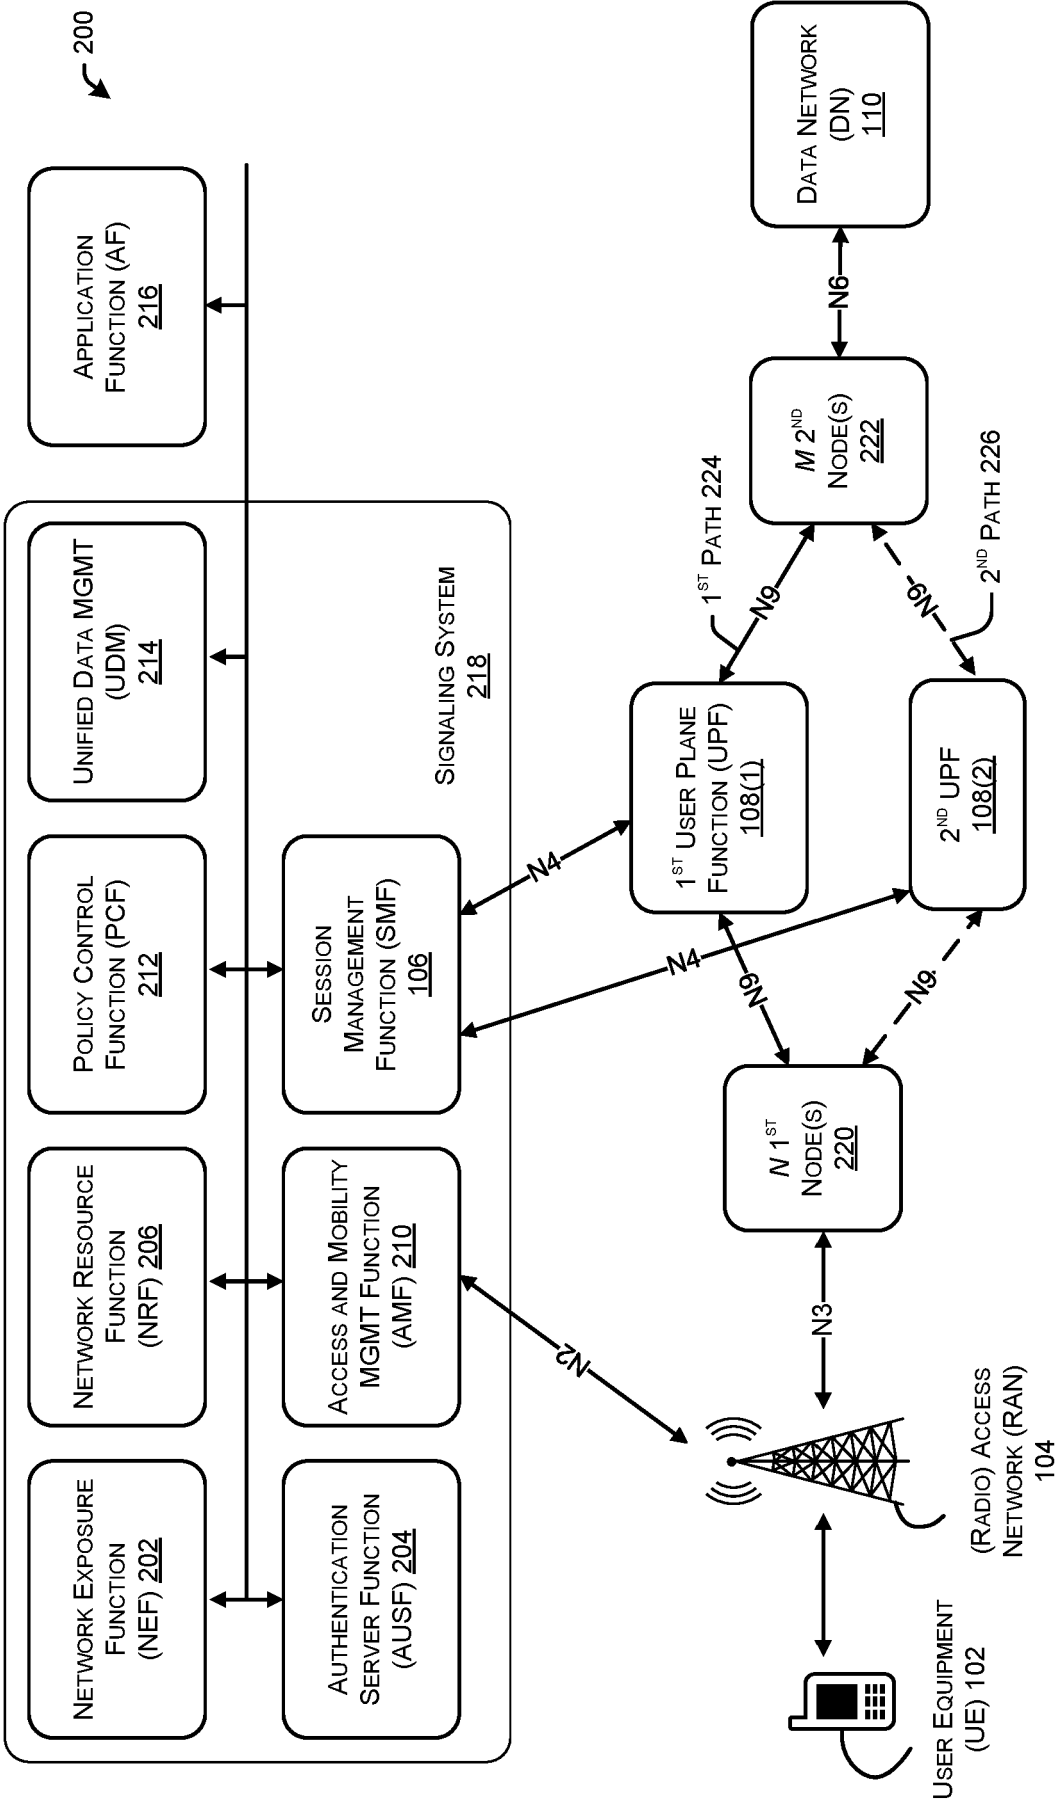 200
NETWORK EXPOSURE
FUNCTION
(NEF) 202
NETWORK RESOURCE
FUNCTION
(NRF) 206
POLICY CONTROL
FUNCTION (PCF)
212
UNIFIED DATA MGMT
(UDM)
214
APPLICATION
FUNCTION (AF)
216
AUTHENTICATION
SERVER FUNCTION
(AUSF) 204
ACCESS AND MOBILITY
MGMT FUNCTION
(AMF) 210
SESSION
MANAGEMENT
FUNCTION (SMF)
106
SIGNALING SYSTEM
218
N2
N4
N4
1ST USER PLANE
FUNCTION (UPF)
108(1)
1ST PATH 224
N9
N9
USER EQUIPMENT
(UE) 102
(RADIO) ACCESS
NETWORK (RAN)
104
N3
N 1ST
NODE(S)
220
M 2ND
NODE(S)
222
N6
DATA NETWORK
(DN)
110
N9
N9
2ND UPF
108(2)
2ND PATH 226